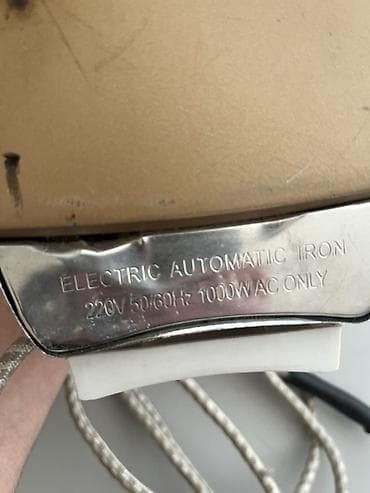 ELECTRIC AUTOMATIC IRON
220V 50/60Hz 1000W AC ONLY